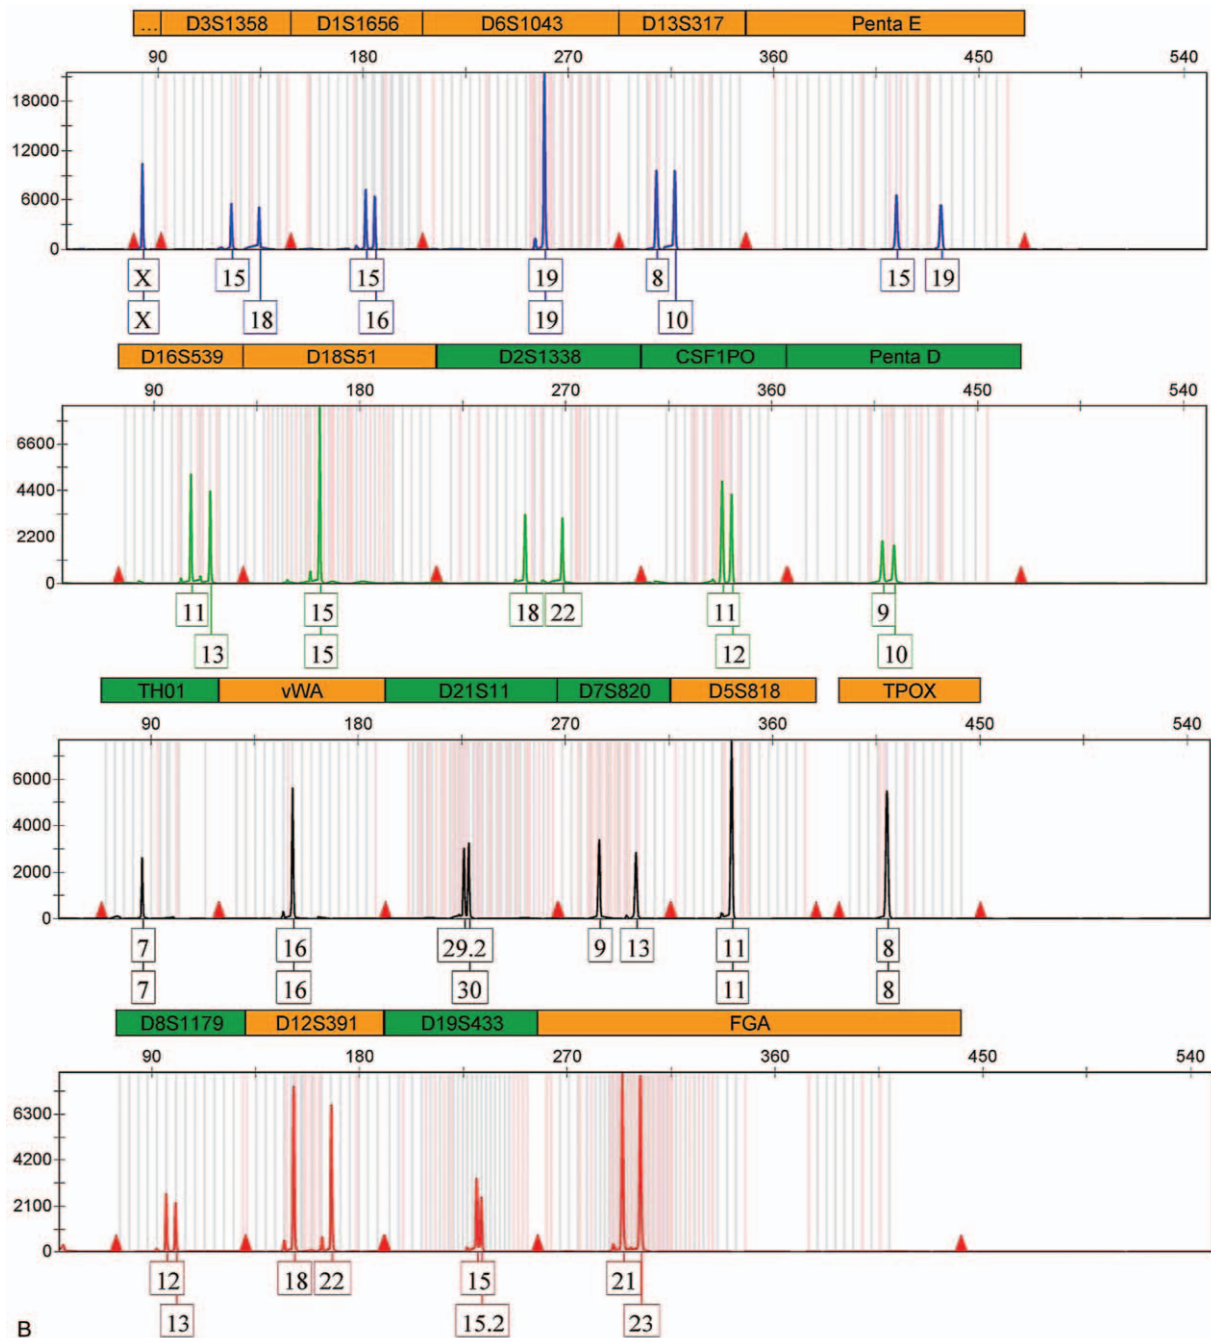 ... D3S1358 D1S1656 D6S1043 D13S317 Penta E
90 180 270 360 450 540
18000
12000
6000
0
X 15 15 19 8 15 19
X 18 16 19 10
D16S539 D18S51 D2S1338 CSF1PO Penta D
90 180 270 360 450 540
6600
4400
2200
0
11 15 18 22 11 9
13 15 12 10
TH01 vWA D21S11 D7S820 D5S818 TPOX
90 180 270 360 450 540
6000
4000
2000
0
7 16 29.2 9 13 11 8
7 16 30 11 8
D8S1179 D12S391 D19S433 FGA
90 180 270 360 450 540
6300
4200
2100
0
12 18 22 15 21
13 15.2 23
B